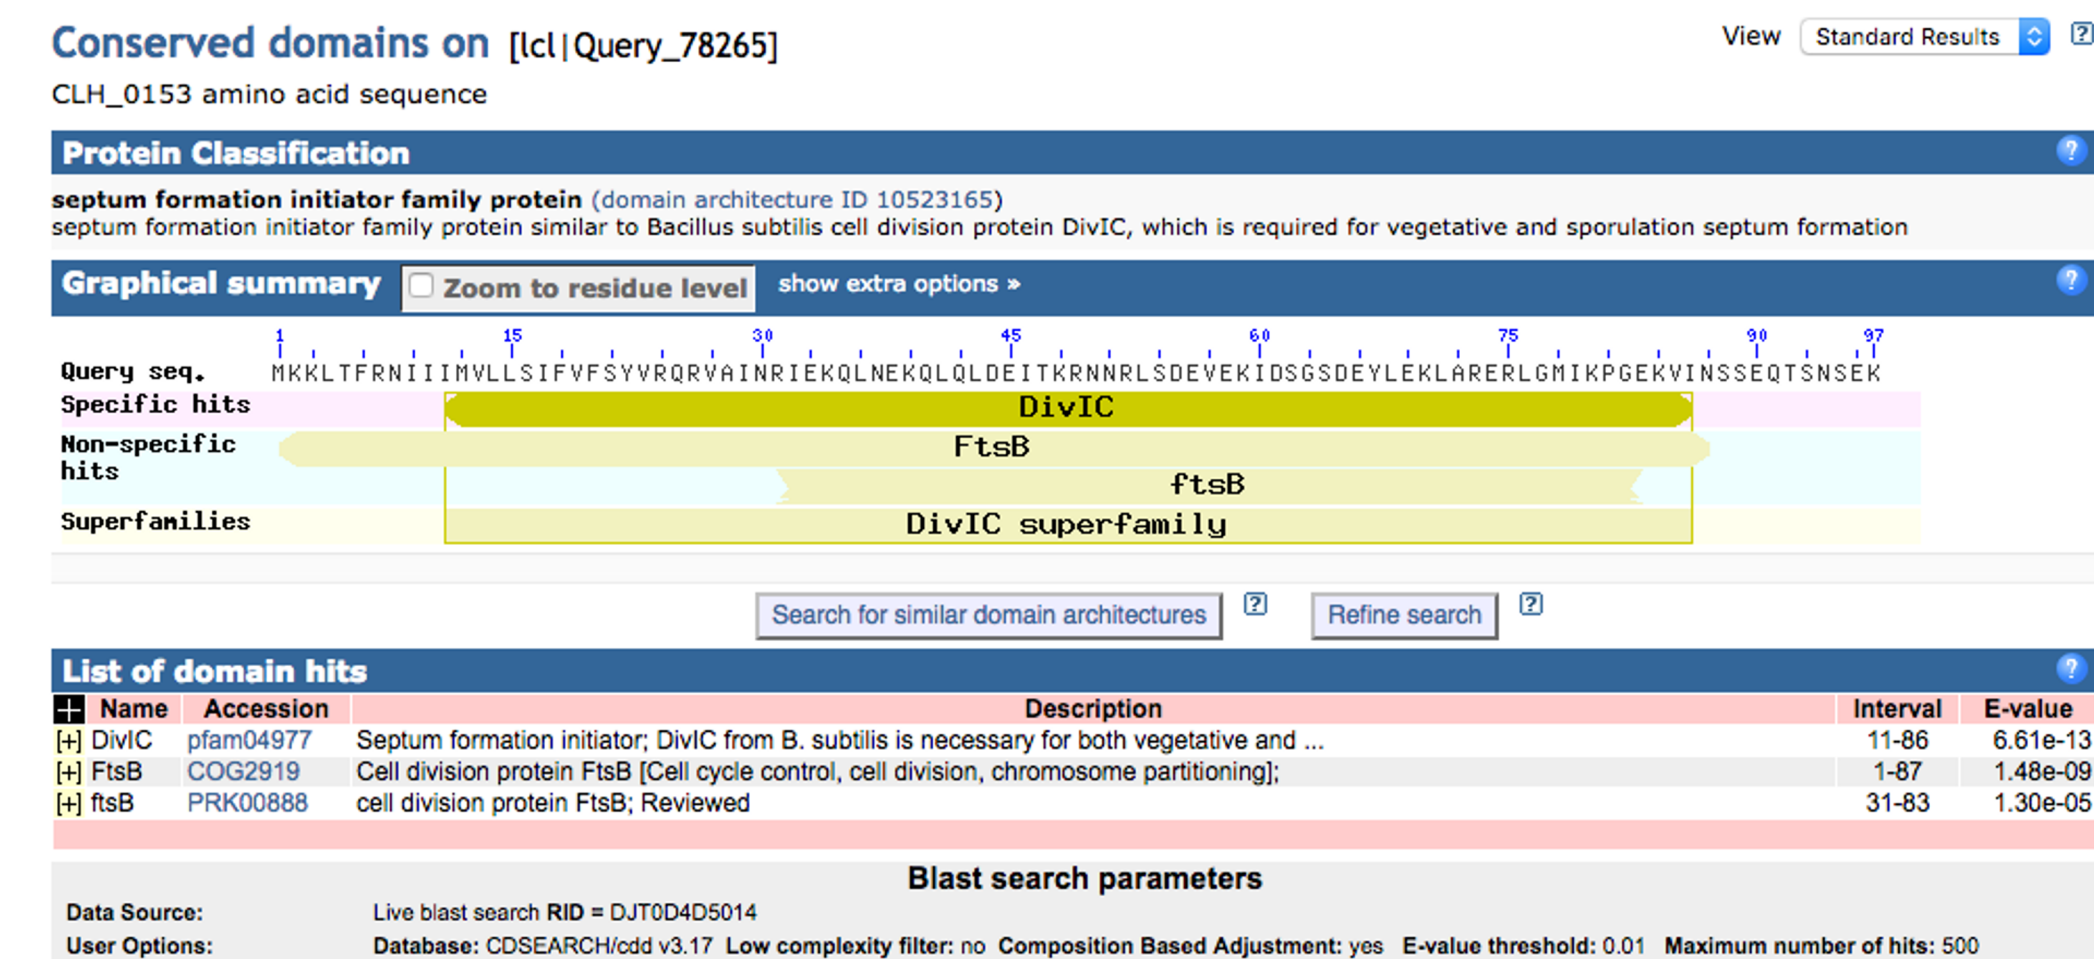 Conserved domains on [lcl|Query_78265]
View Standard Results ?
CLH_0153 amino acid sequence
Protein Classification ?
septum formation initiator family protein (domain architecture ID 10523165)
septum formation initiator family protein similar to Bacillus subtilis cell division protein DivIC, which is required for vegetative and sporulation septum formation
Graphical summary Zoom to residue level show extra options » ?
1 15 30 45 60 75 90 97
Query seq. MKKLTFRNIIIIMVLLSIFVFSYVRQRVAINRIEKQLNEKQLQLDEITKRNNRLSDEVEKIDSGSDEYLEKLARERLGMIKPGEKVINSSEQTSNSEK
Specific hits DivIC
Non-specific hits FtsB
ftsB
Superfamilies DivIC superfamily
Search for similar domain architectures ? Refine search ?
List of domain hits ?
+ Name Accession Description Interval E-value
[+] DivIC pfam04977 Septum formation initiator; DivIC from B. subtilis is necessary for both vegetative and ... 11-86 6.61e-13
[+] FtsB COG2919 Cell division protein FtsB [Cell cycle control, cell division, chromosome partitioning]; 1-87 1.48e-09
[+] ftsB PRK00888 cell division protein FtsB; Reviewed 31-83 1.30e-05
Blast search parameters
Data Source: Live blast search RID = DJT0D4D5014
User Options: Database: CDSEARCH/cdd v3.17 Low complexity filter: no Composition Based Adjustment: yes E-value threshold: 0.01 Maximum number of hits: 500